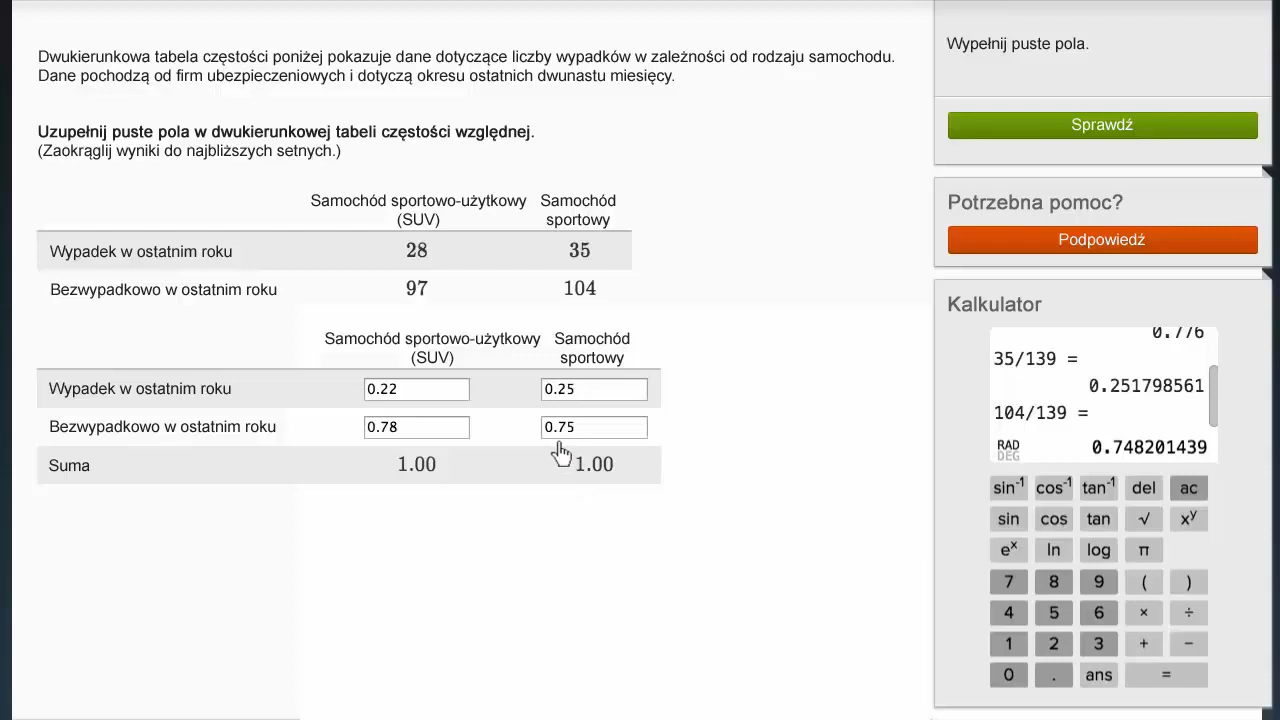 Dwukierunkowa tabela częstości poniżej pokazuje dane dotyczące liczby wypadków w zależności od rodzaju samochodu.
Dane pochodzą od firm ubezpieczeniowych i dotyczą okresu ostatnich dwunastu miesięcy.
Uzupełnij puste pola w dwukierunkowej tabeli częstości względnej.
(Zaokrąglij wyniki do najbliższych setnych.)
Samochód sportowo-użytkowy Samochód
(SUV) sportowy
Wypadek w ostatnim roku 28 35
Bezwypadkowo w ostatnim roku 97 104
Samochód sportowo-użytkowy Samochód
(SUV) sportowy
Wypadek w ostatnim roku 0.22 0.25
Bezwypadkowo w ostatnim roku 0.78 0.75
Suma 1.00 1.00
Wypełnij puste pola.
Sprawdź
Potrzebna pomoc?
Podpowiedź
Kalkulator
0.776
35/139 =
0.251798561
104/139 =
RAD
DEG 0.748201439
sin⁻¹ cos⁻¹ tan⁻¹ del ac
sin cos tan √ xʸ
eˣ ln log π
7 8 9 ( )
4 5 6 × ÷
1 2 3 + −
0 . ans =